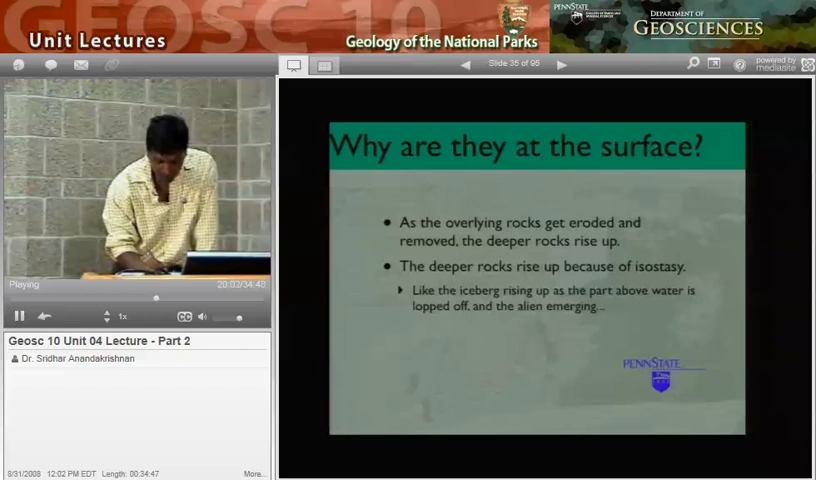 GEOSC 10
Unit Lectures
Geology of the National Parks
PENNSTATE
DEPARTMENT OF
GEOSCIENCES
Slide 35 of 95
powered by
mediasite
Why are they at the surface?
• As the overlying rocks get eroded and
removed, the deeper rocks rise up.
• The deeper rocks rise up because of isostasy.
Like the iceberg rising up as the part above water is
lopped off, and the alien emerging...
PENNSTATE
Playing
20:02/34:48
1x
CC
Geosc 10 Unit 04 Lecture - Part 2
Dr. Sridhar Anandakrishnan
8/31/2008 12:02 PM EDT Length: 00:34:47
More...